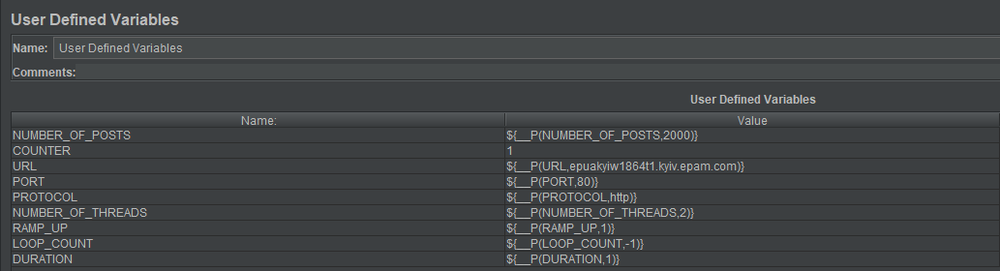 User Defined Variables
Name: User Defined Variables
Comments:
User Defined Variables
Name: Value
NUMBER_OF_POSTS ${__P(NUMBER_OF_POSTS,2000)}
COUNTER 1
URL ${__P(URL,epuakyiw1864t1.kyiv.epam.com)}
PORT ${__P(PORT,80)}
PROTOCOL ${__P(PROTOCOL,http)}
NUMBER_OF_THREADS ${__P(NUMBER_OF_THREADS,2)}
RAMP_UP ${__P(RAMP_UP,1)}
LOOP_COUNT ${__P(LOOP_COUNT,-1)}
DURATION ${__P(DURATION,1)}